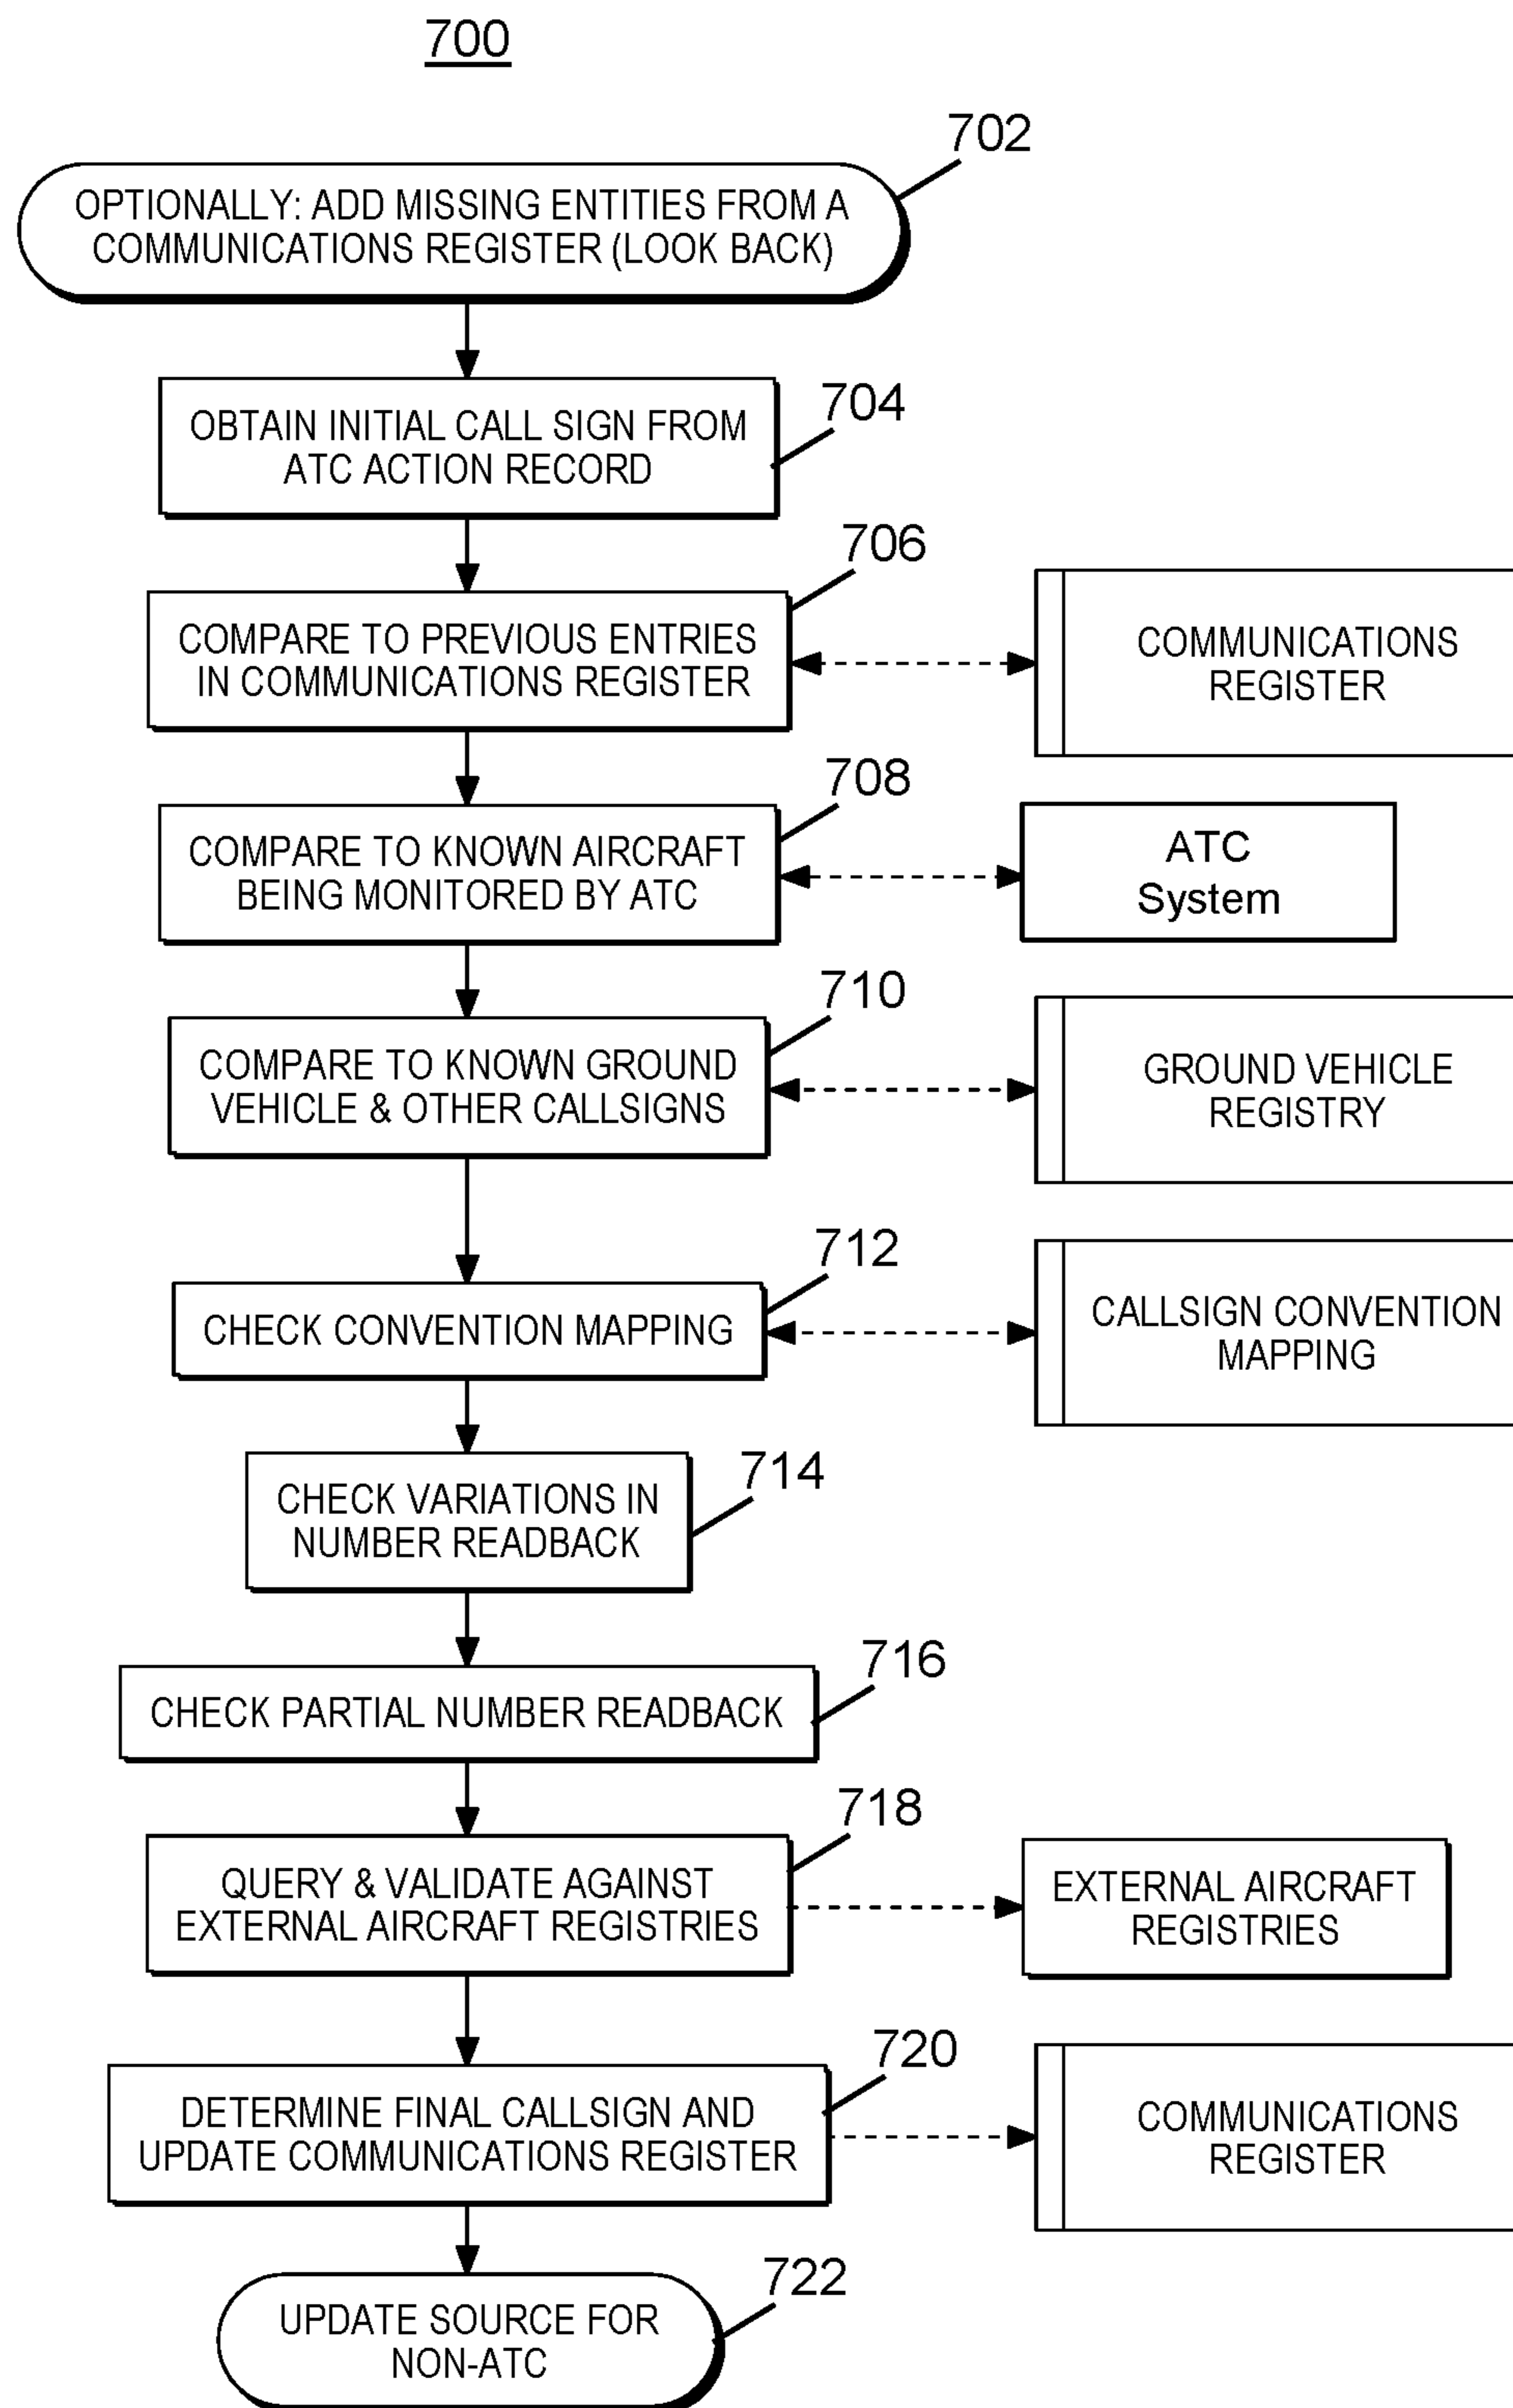 700
702
OPTIONALLY: ADD MISSING ENTITIES FROM A
COMMUNICATIONS REGISTER (LOOK BACK)
704
OBTAIN INITIAL CALL SIGN FROM
ATC ACTION RECORD
706
COMPARE TO PREVIOUS ENTRIES
IN COMMUNICATIONS REGISTER
COMMUNICATIONS
REGISTER
708
COMPARE TO KNOWN AIRCRAFT
BEING MONITORED BY ATC
ATC
System
710
COMPARE TO KNOWN GROUND
VEHICLE & OTHER CALLSIGNS
GROUND VEHICLE
REGISTRY
712
CHECK CONVENTION MAPPING
CALLSIGN CONVENTION
MAPPING
714
CHECK VARIATIONS IN
NUMBER READBACK
716
CHECK PARTIAL NUMBER READBACK
718
QUERY & VALIDATE AGAINST
EXTERNAL AIRCRAFT REGISTRIES
EXTERNAL AIRCRAFT
REGISTRIES
720
DETERMINE FINAL CALLSIGN AND
UPDATE COMMUNICATIONS REGISTER
COMMUNICATIONS
REGISTER
722
UPDATE SOURCE FOR
NON-ATC